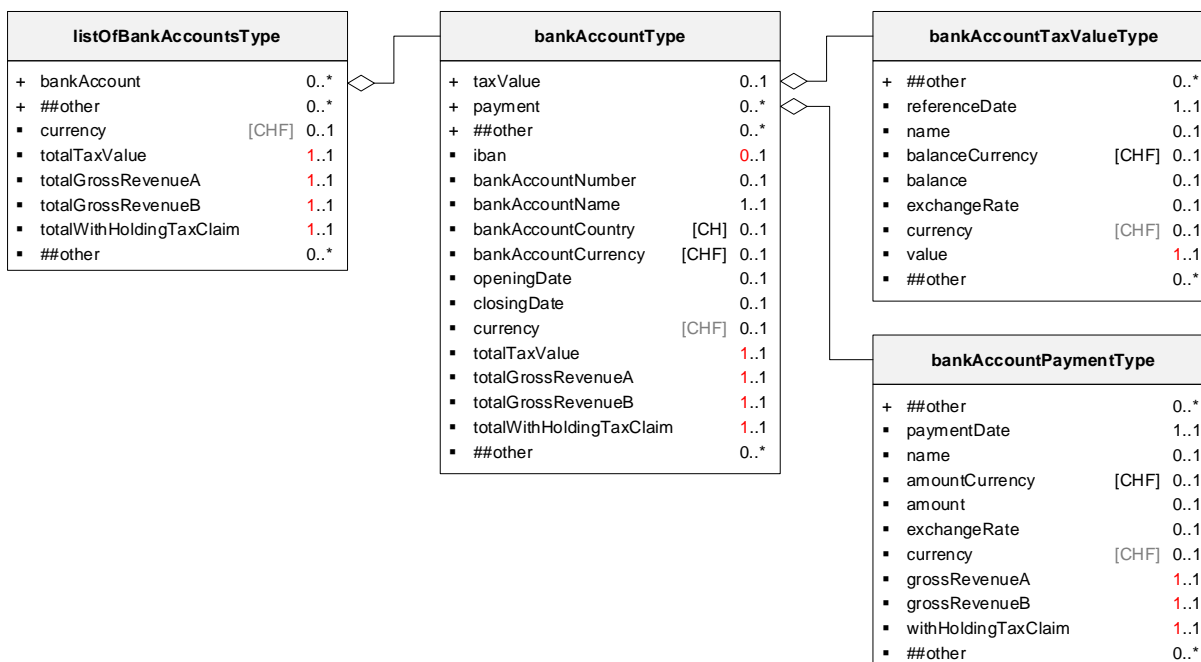 listOfBankAccountsType
+ bankAccount 0..*
+ ##other 0..*
▪ currency [CHF] 0..1
▪ totalTaxValue 1..1
▪ totalGrossRevenueA 1..1
▪ totalGrossRevenueB 1..1
▪ totalWithHoldingTaxClaim 1..1
▪ ##other 0..*
bankAccountType
+ taxValue 0..1
+ payment 0..*
+ ##other 0..*
▪ iban 0..1
▪ bankAccountNumber 0..1
▪ bankAccountName 1..1
▪ bankAccountCountry [CH] 0..1
▪ bankAccountCurrency [CHF] 0..1
▪ openingDate 0..1
▪ closingDate 0..1
▪ currency [CHF] 0..1
▪ totalTaxValue 1..1
▪ totalGrossRevenueA 1..1
▪ totalGrossRevenueB 1..1
▪ totalWithHoldingTaxClaim 1..1
▪ ##other 0..*
bankAccountTaxValueType
+ ##other 0..*
▪ referenceDate 1..1
▪ name 0..1
▪ balanceCurrency [CHF] 0..1
▪ balance 0..1
▪ exchangeRate 0..1
▪ currency [CHF] 0..1
▪ value 1..1
▪ ##other 0..*
bankAccountPaymentType
+ ##other 0..*
▪ paymentDate 1..1
▪ name 0..1
▪ amountCurrency [CHF] 0..1
▪ amount 0..1
▪ exchangeRate 0..1
▪ currency [CHF] 0..1
▪ grossRevenueA 1..1
▪ grossRevenueB 1..1
▪ withHoldingTaxClaim 1..1
▪ ##other 0..*